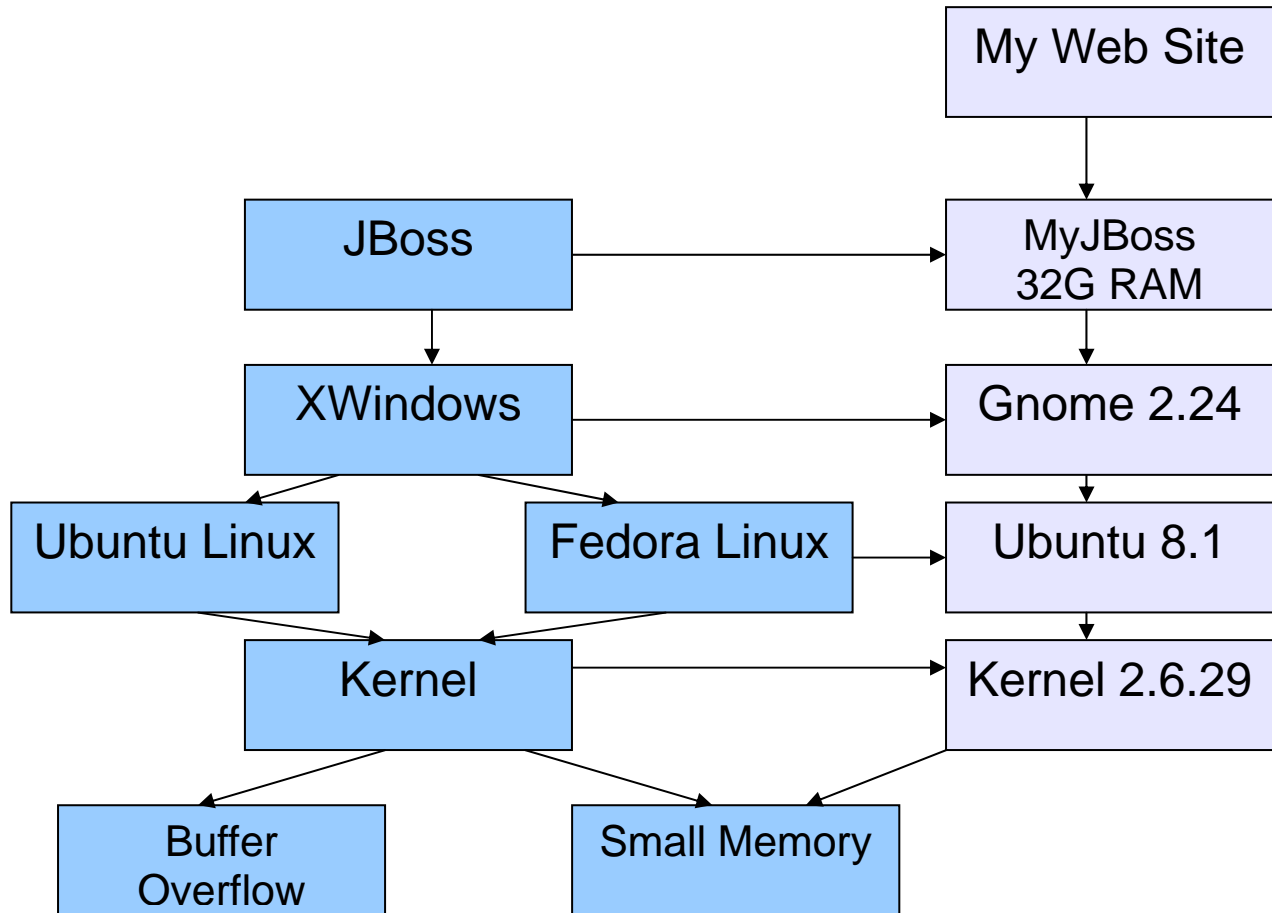 My Web Site
JBoss
MyJBoss
32G RAM
XWindows
Gnome 2.24
Ubuntu Linux
Fedora Linux
Ubuntu 8.1
Kernel
Kernel 2.6.29
Buffer
Overflow
Small Memory